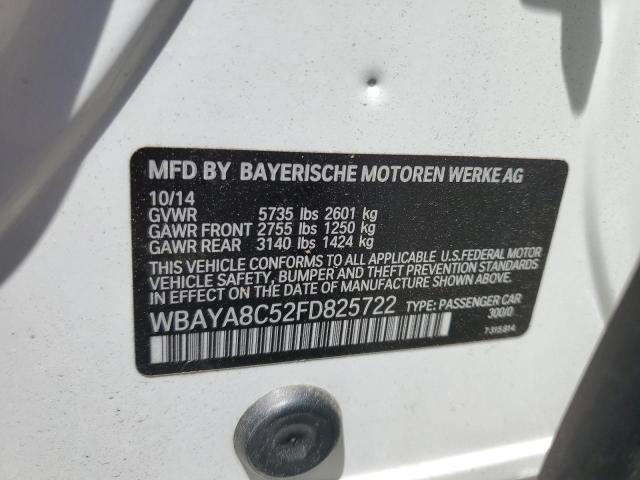 MFD BY BAYERISCHE MOTOREN WERKE AG
10/14
GVWR 5735 lbs 2601 kg
GAWR FRONT 2755 lbs 1250 kg
GAWR REAR 3140 lbs 1424 kg
THIS VEHICLE CONFORMS TO ALL APPLICABLE U.S.FEDERAL MOTOR
VEHICLE SAFETY, BUMPER AND THEFT PREVENTION STANDARDS
IN EFFECT ON THE DATE OF MANUFACTURE SHOWN ABOVE.
WBAYA8C52FD825722 TYPE: PASSENGER CAR
300/0
7 315 814